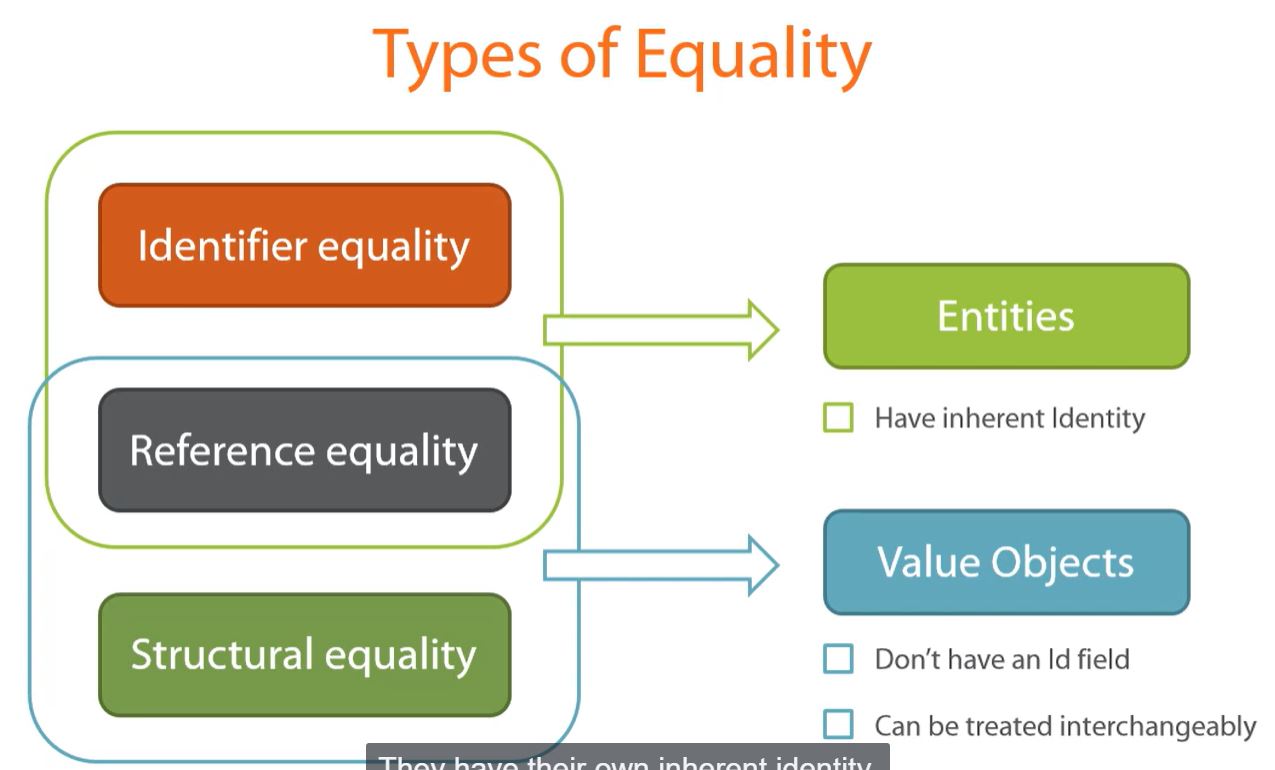 Types of Equality
Identifier equality
Entities
Have inherent Identity
Reference equality
Value Objects
Structural equality
Don't have an Id field
Can be treated interchangeably
They have their own inherent identity